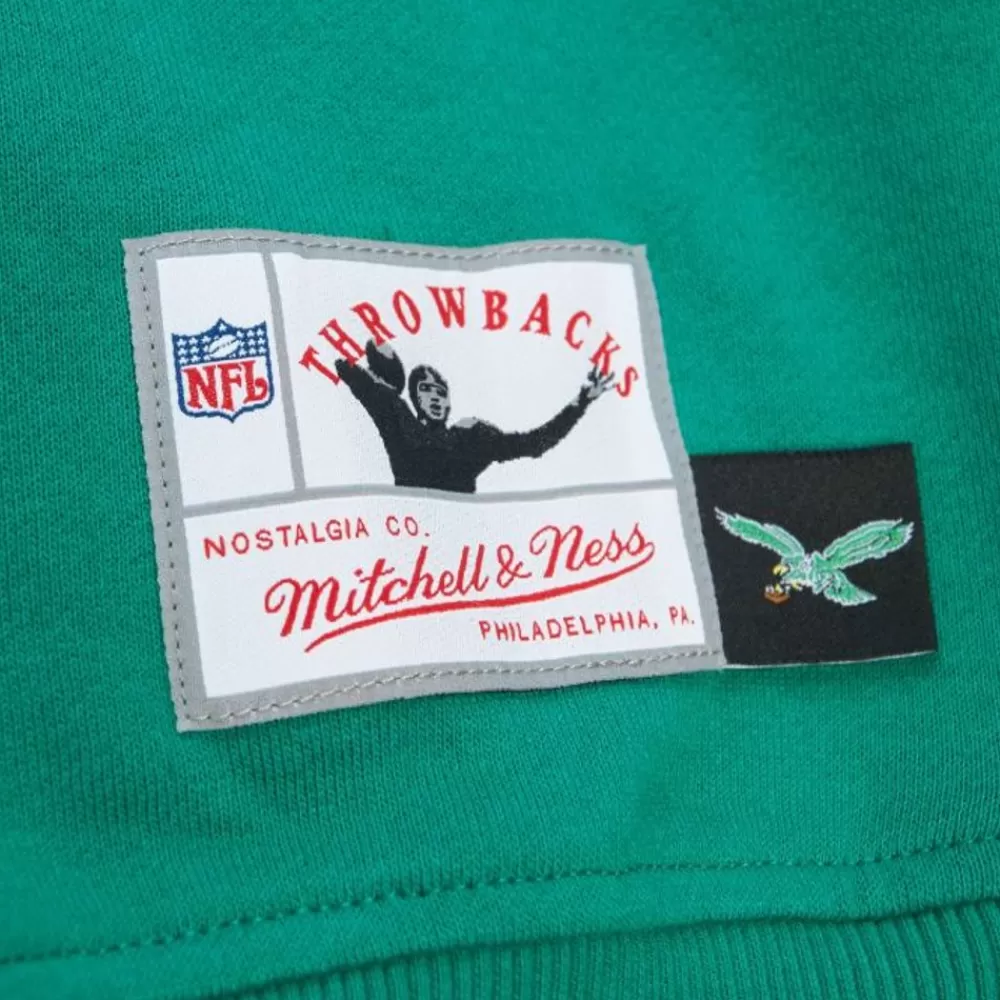 NFL
THROWBACKS
NOSTALGIA CO.
Mitchell & Ness
PHILADELPHIA, PA.